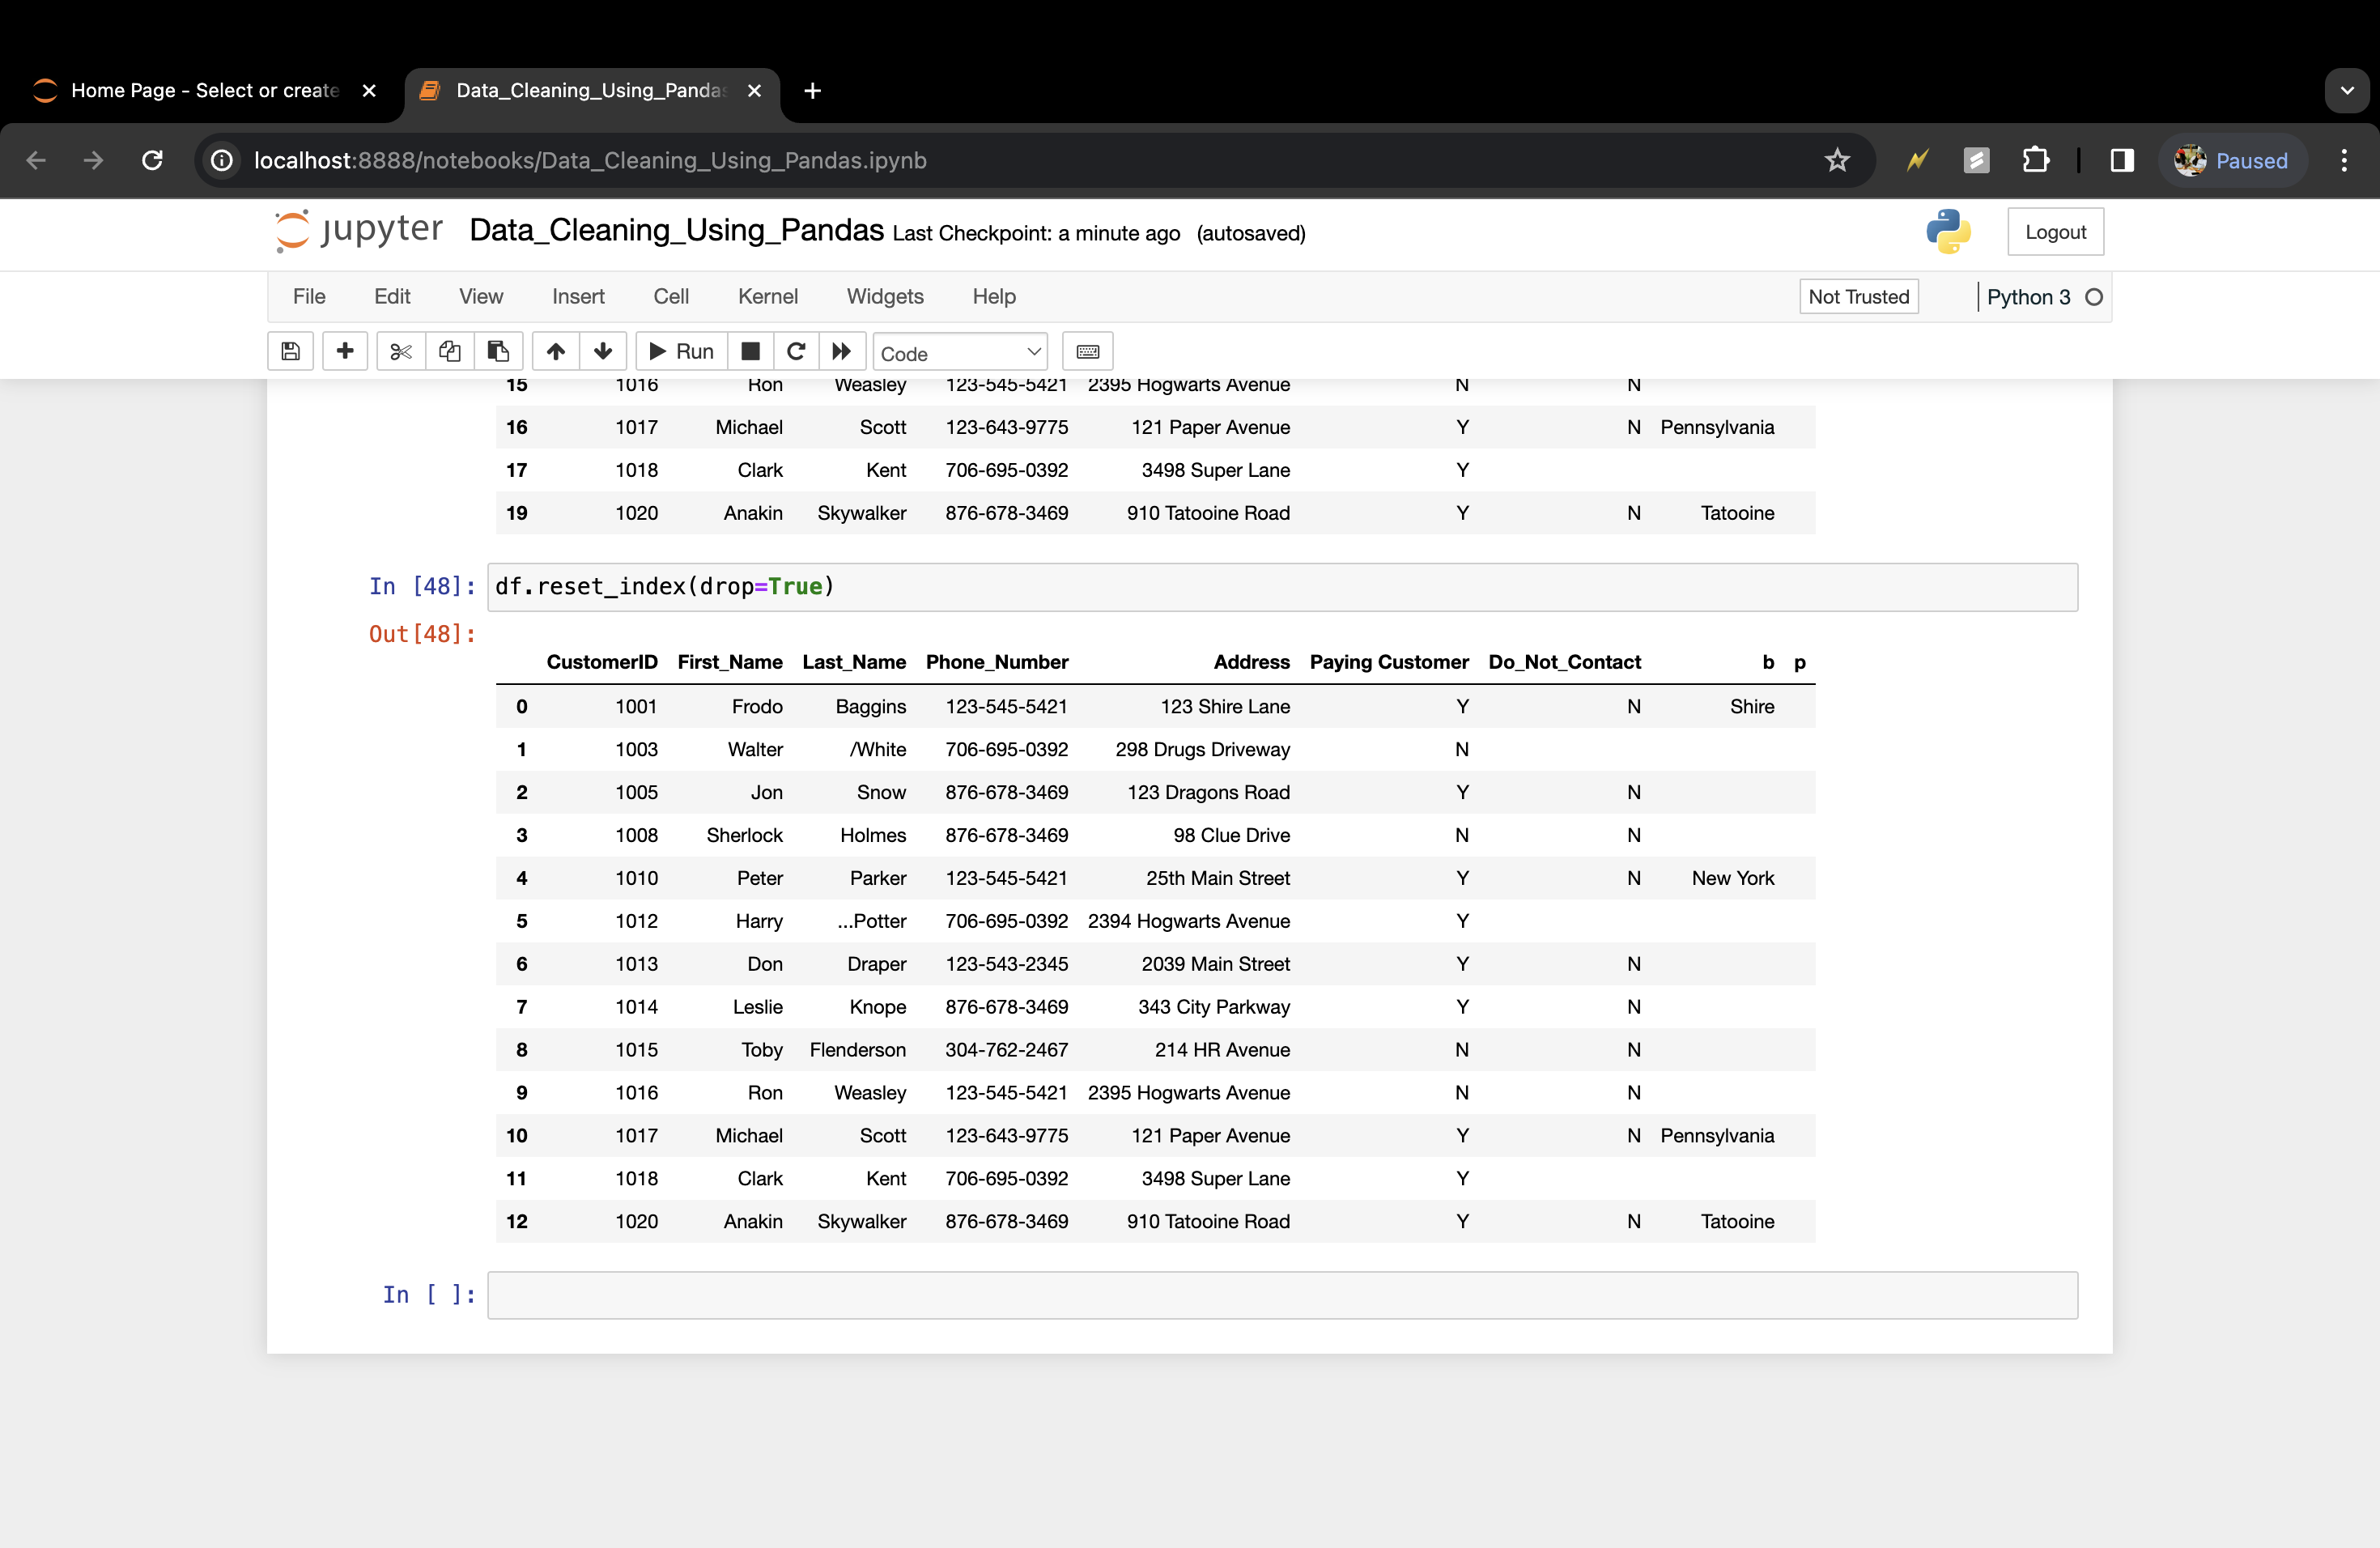 Home Page - Select or create
Data_Cleaning_Using_Pandas
localhost:8888/notebooks/Data_Cleaning_Using_Pandas.ipynb
Paused
jupyter Data_Cleaning_Using_Pandas Last Checkpoint: a minute ago (autosaved)
Logout
File Edit View Insert Cell Kernel Widgets Help
Not Trusted
Python 3
Run
Code
15 1016 Ron Weasley 123-545-5421 2395 Hogwarts Avenue N N
16 1017 Michael Scott 123-643-9775 121 Paper Avenue Y N Pennsylvania
17 1018 Clark Kent 706-695-0392 3498 Super Lane Y
19 1020 Anakin Skywalker 876-678-3469 910 Tatooine Road Y N Tatooine
In [48]: df.reset_index(drop=True)
Out[48]:
CustomerID First_Name Last_Name Phone_Number Address Paying Customer Do_Not_Contact b p
0 1001 Frodo Baggins 123-545-5421 123 Shire Lane Y N Shire
1 1003 Walter /White 706-695-0392 298 Drugs Driveway N
2 1005 Jon Snow 876-678-3469 123 Dragons Road Y N
3 1008 Sherlock Holmes 876-678-3469 98 Clue Drive N N
4 1010 Peter Parker 123-545-5421 25th Main Street Y N New York
5 1012 Harry ...Potter 706-695-0392 2394 Hogwarts Avenue Y
6 1013 Don Draper 123-543-2345 2039 Main Street Y N
7 1014 Leslie Knope 876-678-3469 343 City Parkway Y N
8 1015 Toby Flenderson 304-762-2467 214 HR Avenue N N
9 1016 Ron Weasley 123-545-5421 2395 Hogwarts Avenue N N
10 1017 Michael Scott 123-643-9775 121 Paper Avenue Y N Pennsylvania
11 1018 Clark Kent 706-695-0392 3498 Super Lane Y
12 1020 Anakin Skywalker 876-678-3469 910 Tatooine Road Y N Tatooine
In [ ]: